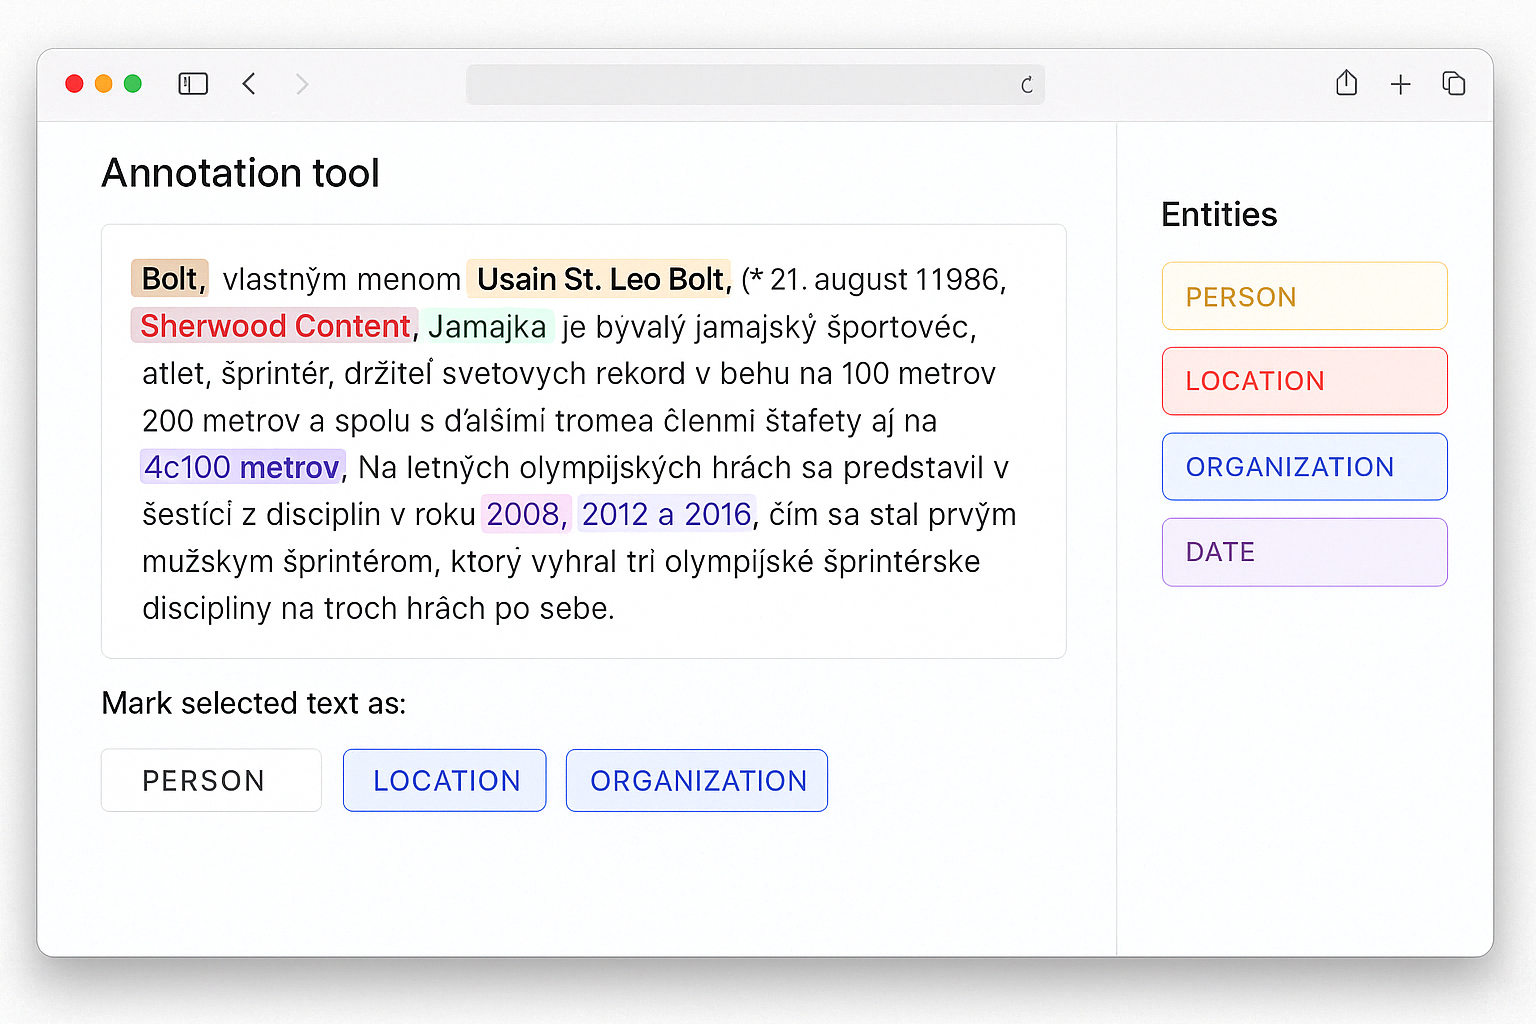 Annotation tool
Bolt, vlastným menom Usain St. Leo Bolt, (* 21. august 11986,
Sherwood Content, Jamajka je bývalý jamajský športovéc,
atlet, šprintér, držiteľ svetovych rekord v behu na 100 metrov
200 metrov a spolu s ďalšími tromea členmi štafety aj na
4c100 metrov, Na letných olympijských hrách sa predstavil v
šestící z disciplin v roku 2008, 2012 a 2016, čím sa stal prvým
mužskym šprintérom, ktorý vyhral tri olympijské šprintérske
discipliny na troch hrâch po sebe.
Mark selected text as:
PERSON
LOCATION
ORGANIZATION
Entities
PERSON
LOCATION
ORGANIZATION
DATE